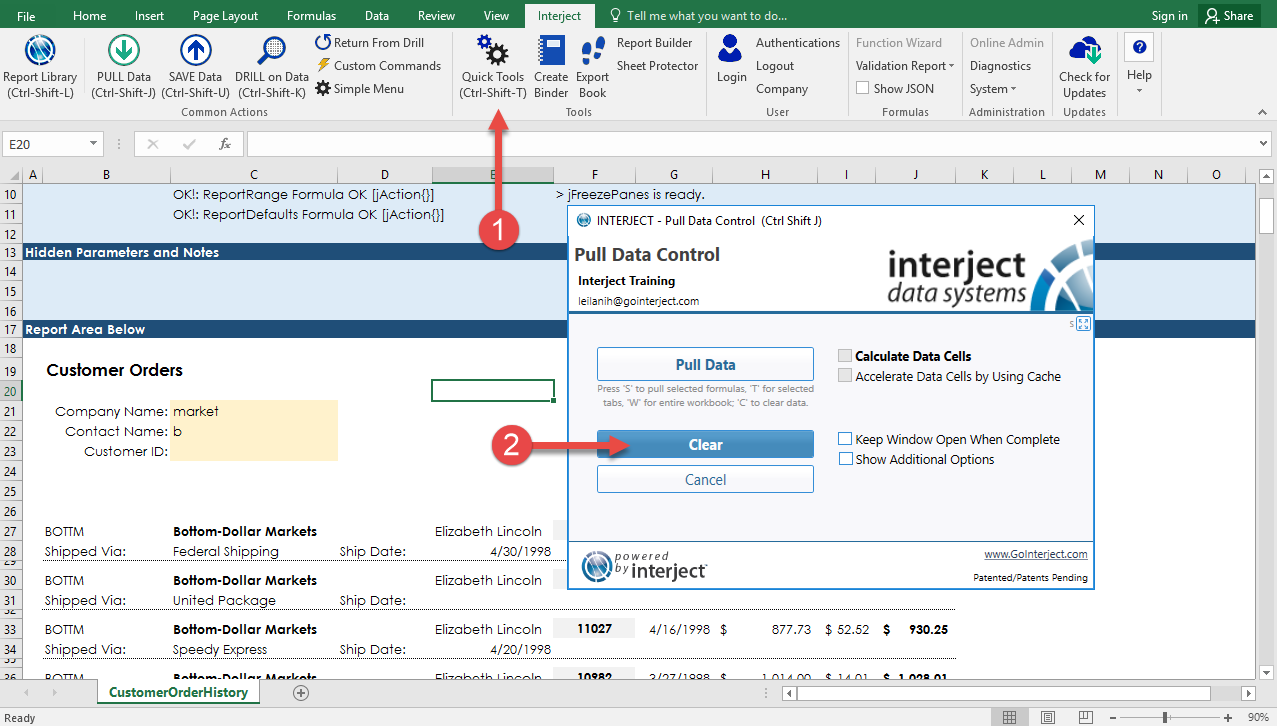 File Home Insert Page Layout Formulas Data Review View Interject Tell me what you want to do... Sign in Share
Report Library (Ctrl-Shift-L)
PULL Data (Ctrl-Shift-J)
SAVE Data (Ctrl-Shift-U)
DRILL on Data (Ctrl-Shift-K)
Return From Drill
Custom Commands
Simple Menu
Common Actions
Quick Tools (Ctrl-Shift-T)
Create Binder
Export Book
Report Builder
Sheet Protector
Tools
Login
Authentications
Logout
Company
User
Function Wizard
Validation Report
Show JSON
Formulas
Online Admin
Diagnostics
System
Administration
Check for Updates
Updates
? Help
E20 fx
A B C D E F G H I J K L M N O
10 OK!: ReportRange Formula OK [jAction{}] > jFreezePanes is ready.
11 OK!: ReportDefaults Formula OK [jAction{}]
12
13 Hidden Parameters and Notes
14
15
16
17 Report Area Below
18
19 Customer Orders
20
21 Company Name: market
22 Contact Name: b
23 Customer ID:
24
25
26
27 BOTTM Bottom-Dollar Markets Elizabeth Lincoln
28 Shipped Via: Federal Shipping Ship Date: 4/30/1998
29
30 BOTTM Bottom-Dollar Markets Elizabeth Lincoln
31 Shipped Via: United Package Ship Date:
32
33 BOTTM Bottom-Dollar Markets Elizabeth Lincoln 11027 4/16/1998 $ 877.73 $ 52.52 $ 930.25
34 Shipped Via: Speedy Express Ship Date: 4/20/1998
35
36 BOTTM Bottom-Dollar Markets Elizabeth Lincoln 10982 3/27/1998 $ 1,014.00 $ 14.01 $ 1,028.01
1
2
INTERJECT - Pull Data Control (Ctrl Shift J)
Pull Data Control
Interject Training
leilanih@gointerject.com
interject
data systems
s
Pull Data
Press 'S' to pull selected formulas, 'T' for selected
tabs, 'W' for entire workbook; 'C' to clear data.
Clear
Cancel
Calculate Data Cells
Accelerate Data Cells by Using Cache
Keep Window Open When Complete
Show Additional Options
powered
by interject
www.GoInterject.com
Patented/Patents Pending
CustomerOrderHistory
Ready 90%